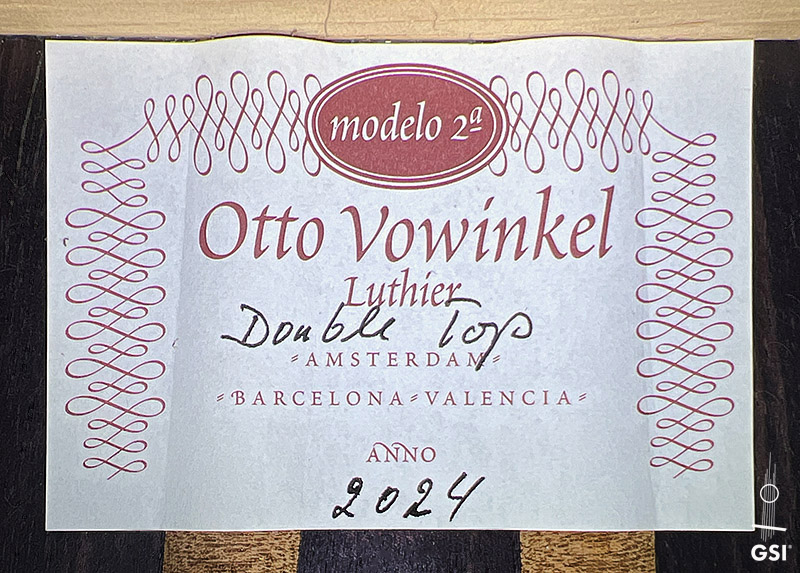 modelo 2ª
Otto Vowinkel
Luthier
Double Top
AMSTERDAM
BARCELONA VALENCIA
ANNO
2024
GSI